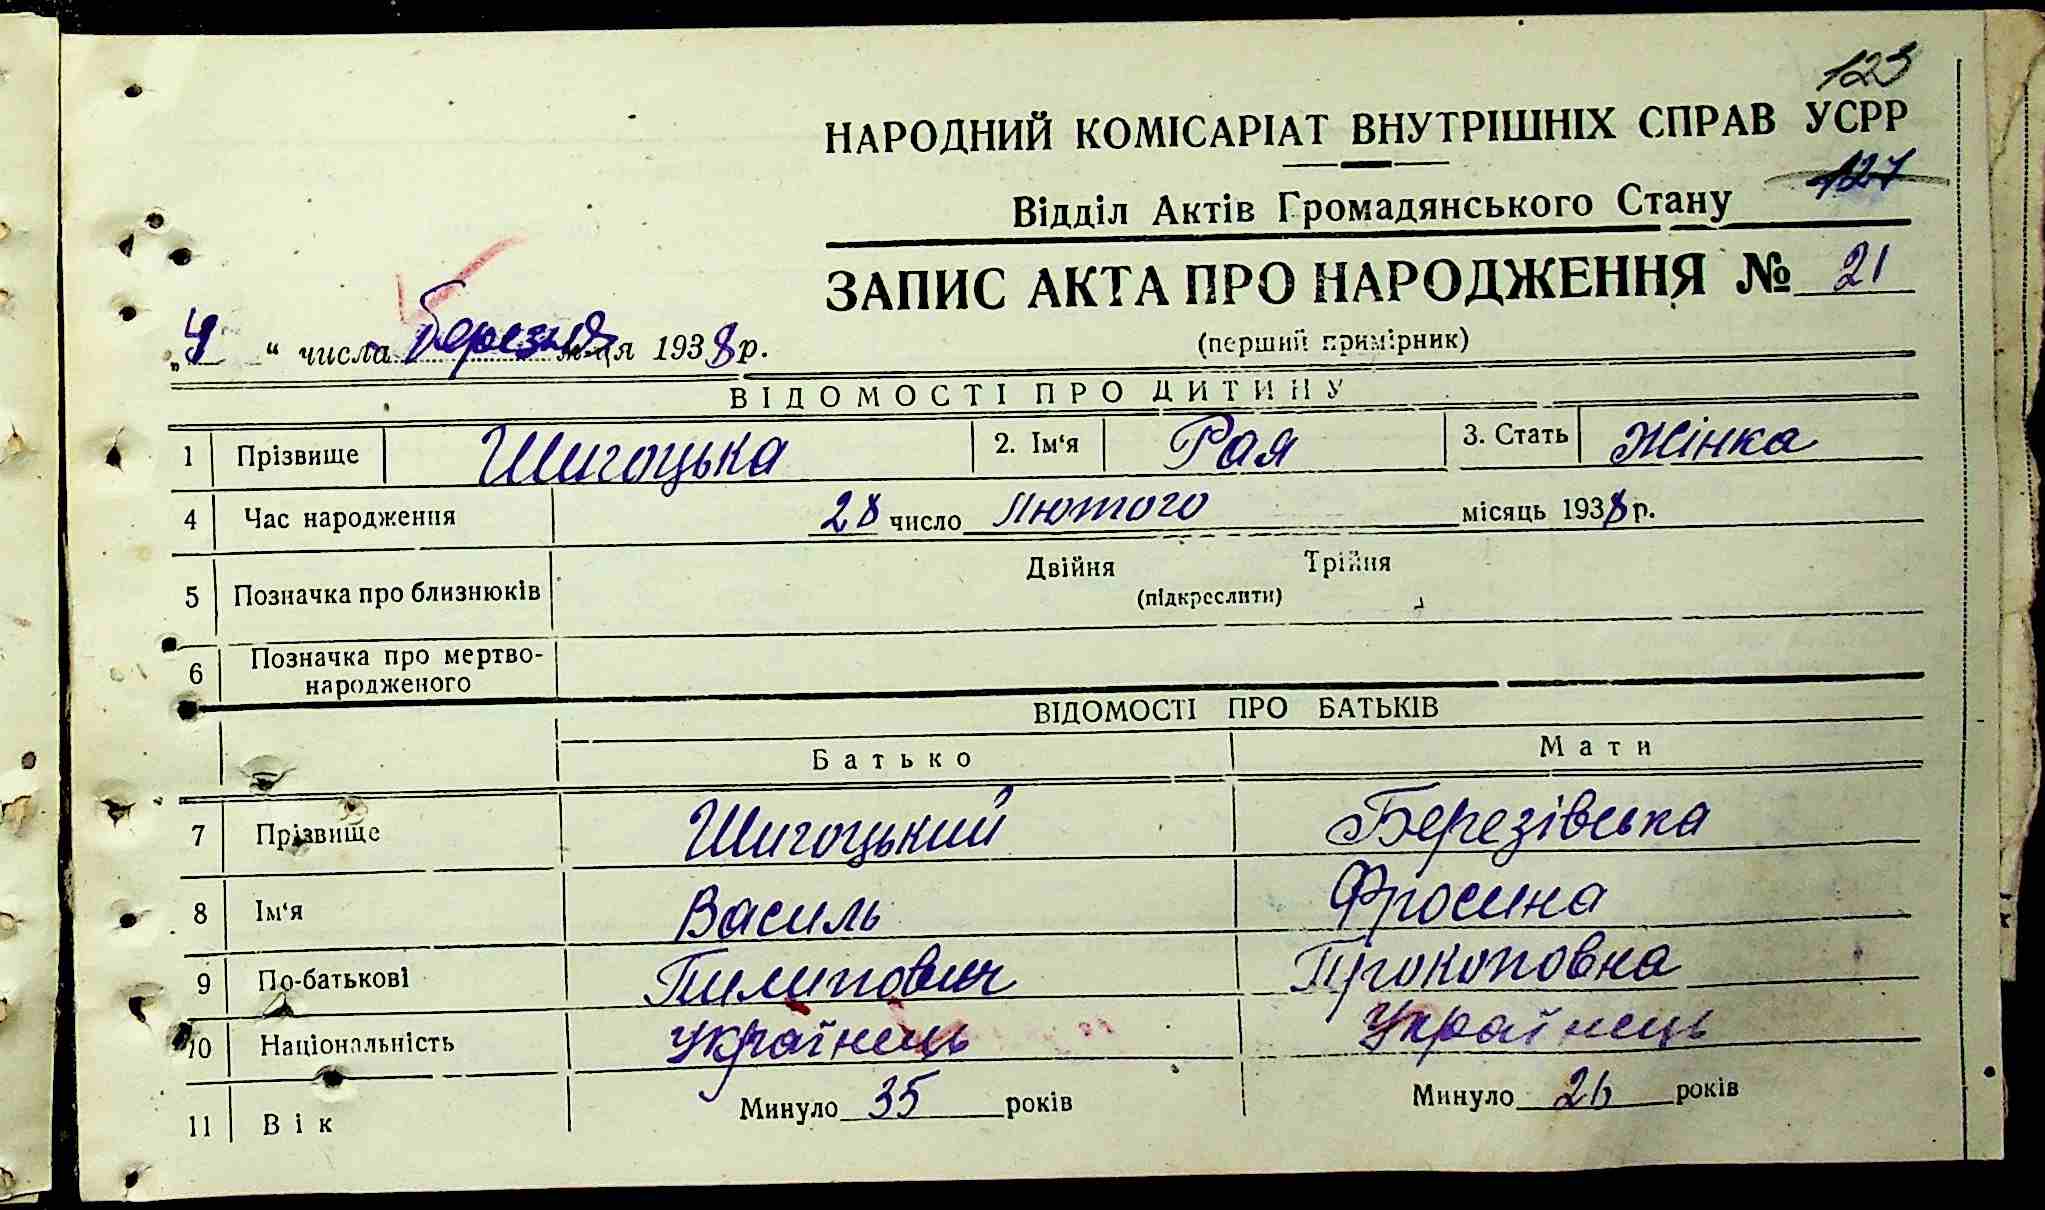 123
НАРОДНИЙ КОМІСАРІАТ ВНУТРІШНІХ СПРАВ УСРР
127
Відділ Актів Громадянського Стану
ЗАПИС АКТА ПРО НАРОДЖЕННЯ № 21
(перший примірник)
„4“ числа березня м-ця 1938 р.
ВІДОМОСТІ ПРО ДИТИНУ
1 Прізвище Шигоцька 2. Ім‘я Рая 3. Стать Жінка
4 Час народження 28 число Лютого місяць 1938 р.
5 Позначка про близнюків Двійня Трійня
(підкреслити)
6 Позначка про мертво-
народженого
ВІДОМОСТІ ПРО БАТЬКІВ
Батько Мати
7 Прізвище Шигоцький Березівська
8 Ім‘я Василь Фросина
9 По-батькові Пилипович Прокоповна
10 Національність Українець Українець
11 Вік Минуло 35 років Минуло 26 років